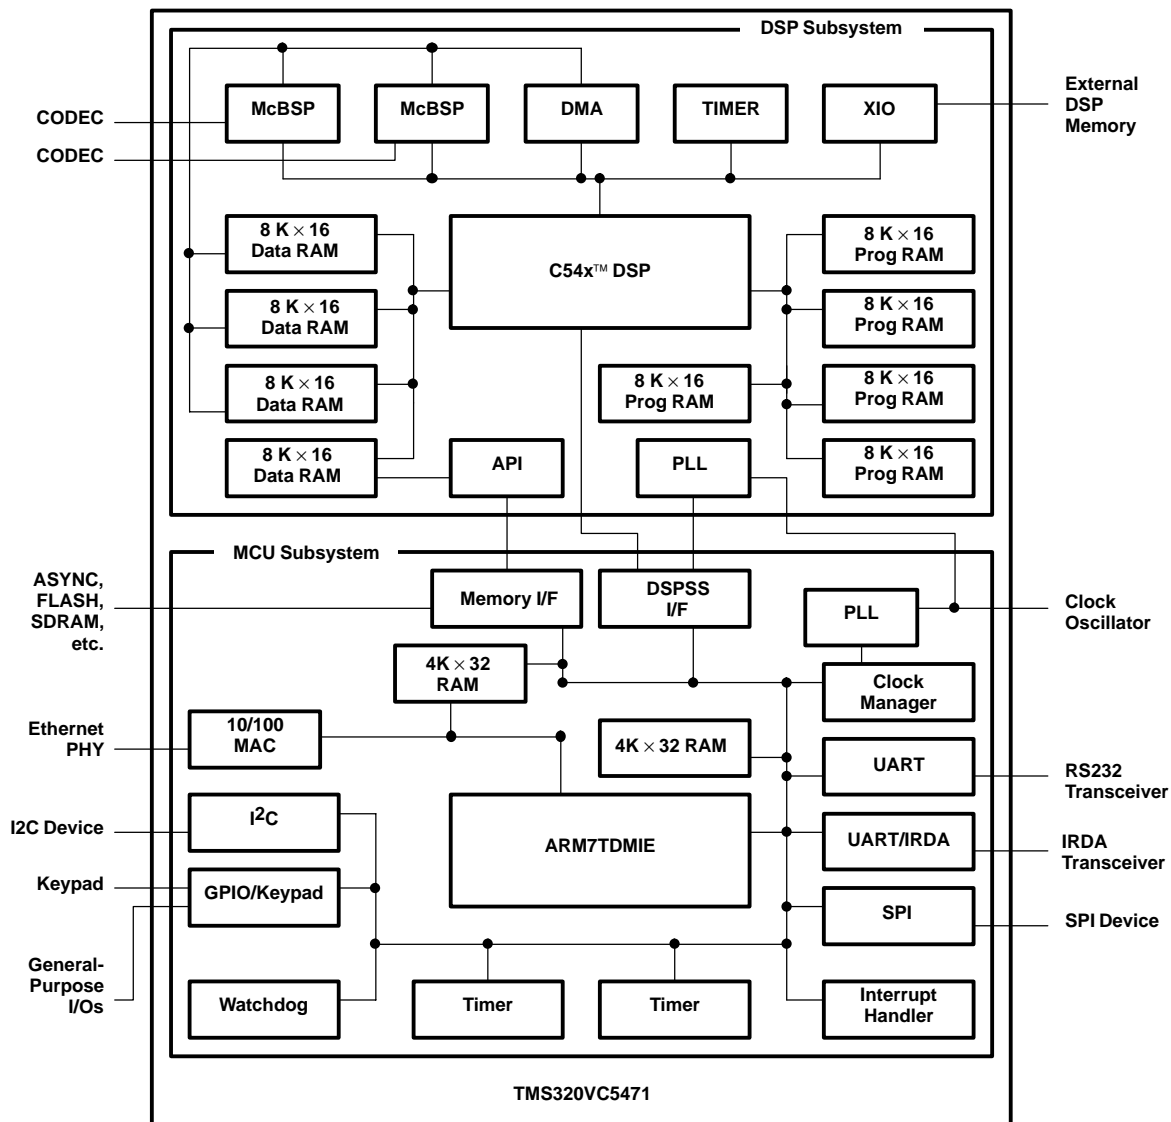 DSP Subsystem
McBSP
McBSP
DMA
TIMER
XIO
External
DSP
Memory
CODEC
CODEC
8 K × 16
Data RAM
8 K × 16
Data RAM
8 K × 16
Data RAM
8 K × 16
Data RAM
C54x™ DSP
8 K × 16
Prog RAM
8 K × 16
Prog RAM
8 K × 16
Prog RAM
8 K × 16
Prog RAM
8 K × 16
Prog RAM
API
PLL
MCU Subsystem
ASYNC,
FLASH,
SDRAM,
etc.
Memory I/F
DSPSS
I/F
PLL
Clock
Oscillator
4K × 32
RAM
Clock
Manager
Ethernet
PHY
10/100
MAC
4K × 32 RAM
UART
RS232
Transceiver
I2C Device
I²C
ARM7TDMIE
UART/IRDA
IRDA
Transceiver
Keypad
GPIO/Keypad
SPI
SPI Device
General-
Purpose
I/Os
Watchdog
Timer
Timer
Interrupt
Handler
TMS320VC5471